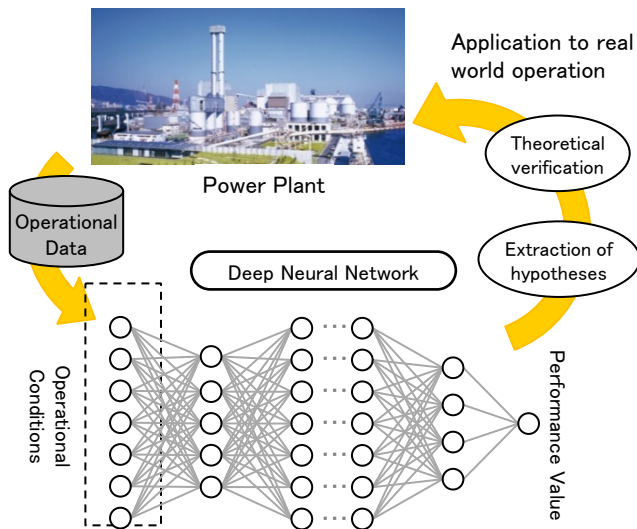 Application to real
world operation
Theoretical
verification
Power Plant
Operational
Data
Extraction of
hypotheses
Deep Neural Network
Operational
Conditions
Performance Value